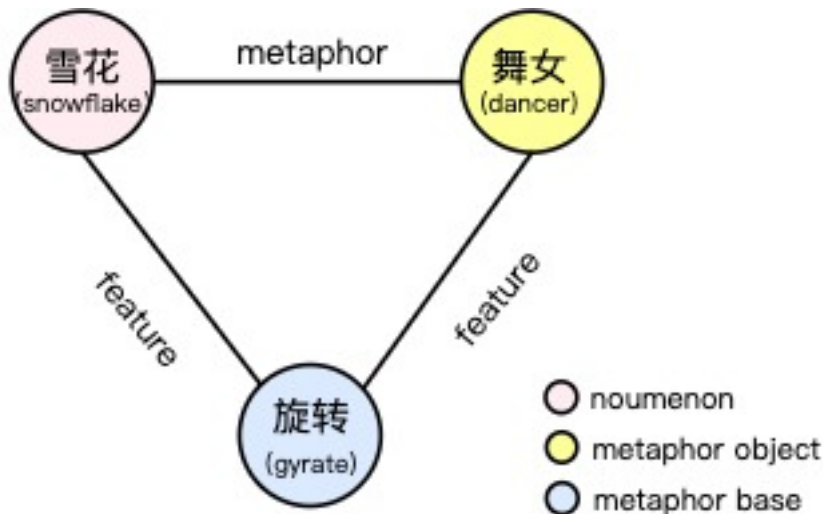 雪花
(snowflake)
metaphor
舞女
(dancer)
feature
feature
旋转
(gyrate)
noumenon
metaphor object
metaphor base